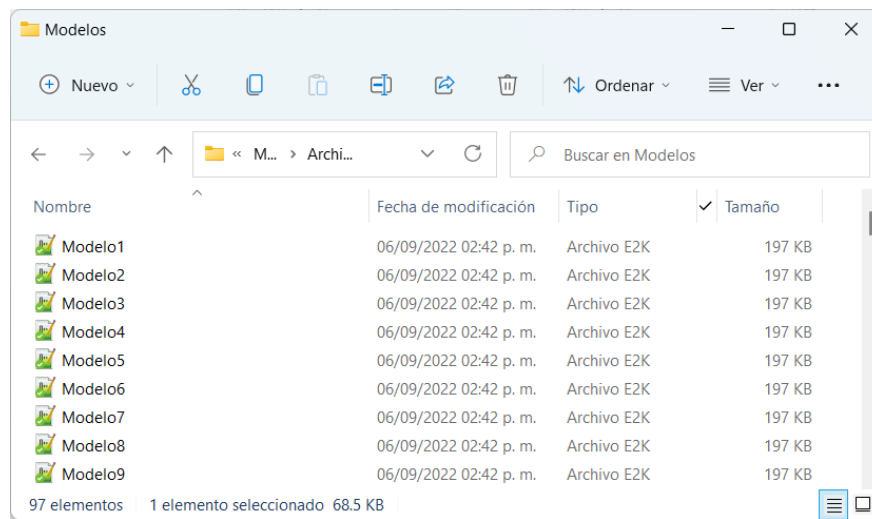 Modelos
Nuevo Ordenar Ver
« M... › Archi... Buscar en Modelos
Nombre Fecha de modificación Tipo Tamaño
Modelo1 06/09/2022 02:42 p. m. Archivo E2K 197 KB
Modelo2 06/09/2022 02:42 p. m. Archivo E2K 197 KB
Modelo3 06/09/2022 02:42 p. m. Archivo E2K 197 KB
Modelo4 06/09/2022 02:42 p. m. Archivo E2K 197 KB
Modelo5 06/09/2022 02:42 p. m. Archivo E2K 197 KB
Modelo6 06/09/2022 02:42 p. m. Archivo E2K 197 KB
Modelo7 06/09/2022 02:42 p. m. Archivo E2K 197 KB
Modelo8 06/09/2022 02:42 p. m. Archivo E2K 197 KB
Modelo9 06/09/2022 02:42 p. m. Archivo E2K 197 KB
97 elementos 1 elemento seleccionado 68.5 KB